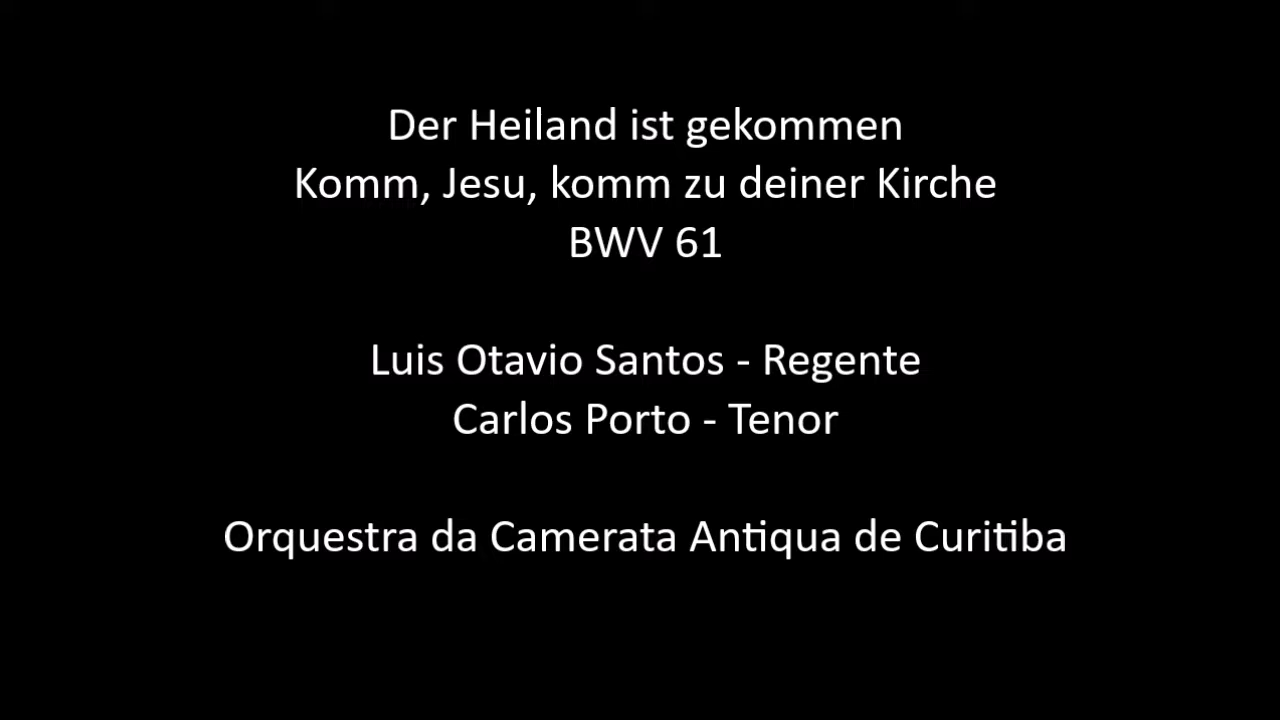 Der Heiland ist gekommen
Komm, Jesu, komm zu deiner Kirche
BWV 61
Luis Otavio Santos - Regente
Carlos Porto - Tenor
Orquestra da Camerata Antiqua de Curitiba